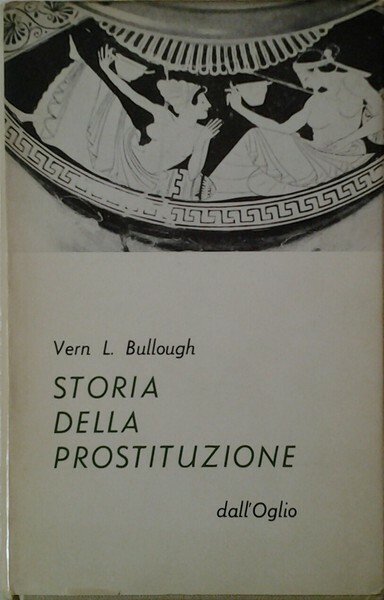 Vern L. Bullough
STORIA
DELLA
PROSTITUZIONE
dall'Oglio